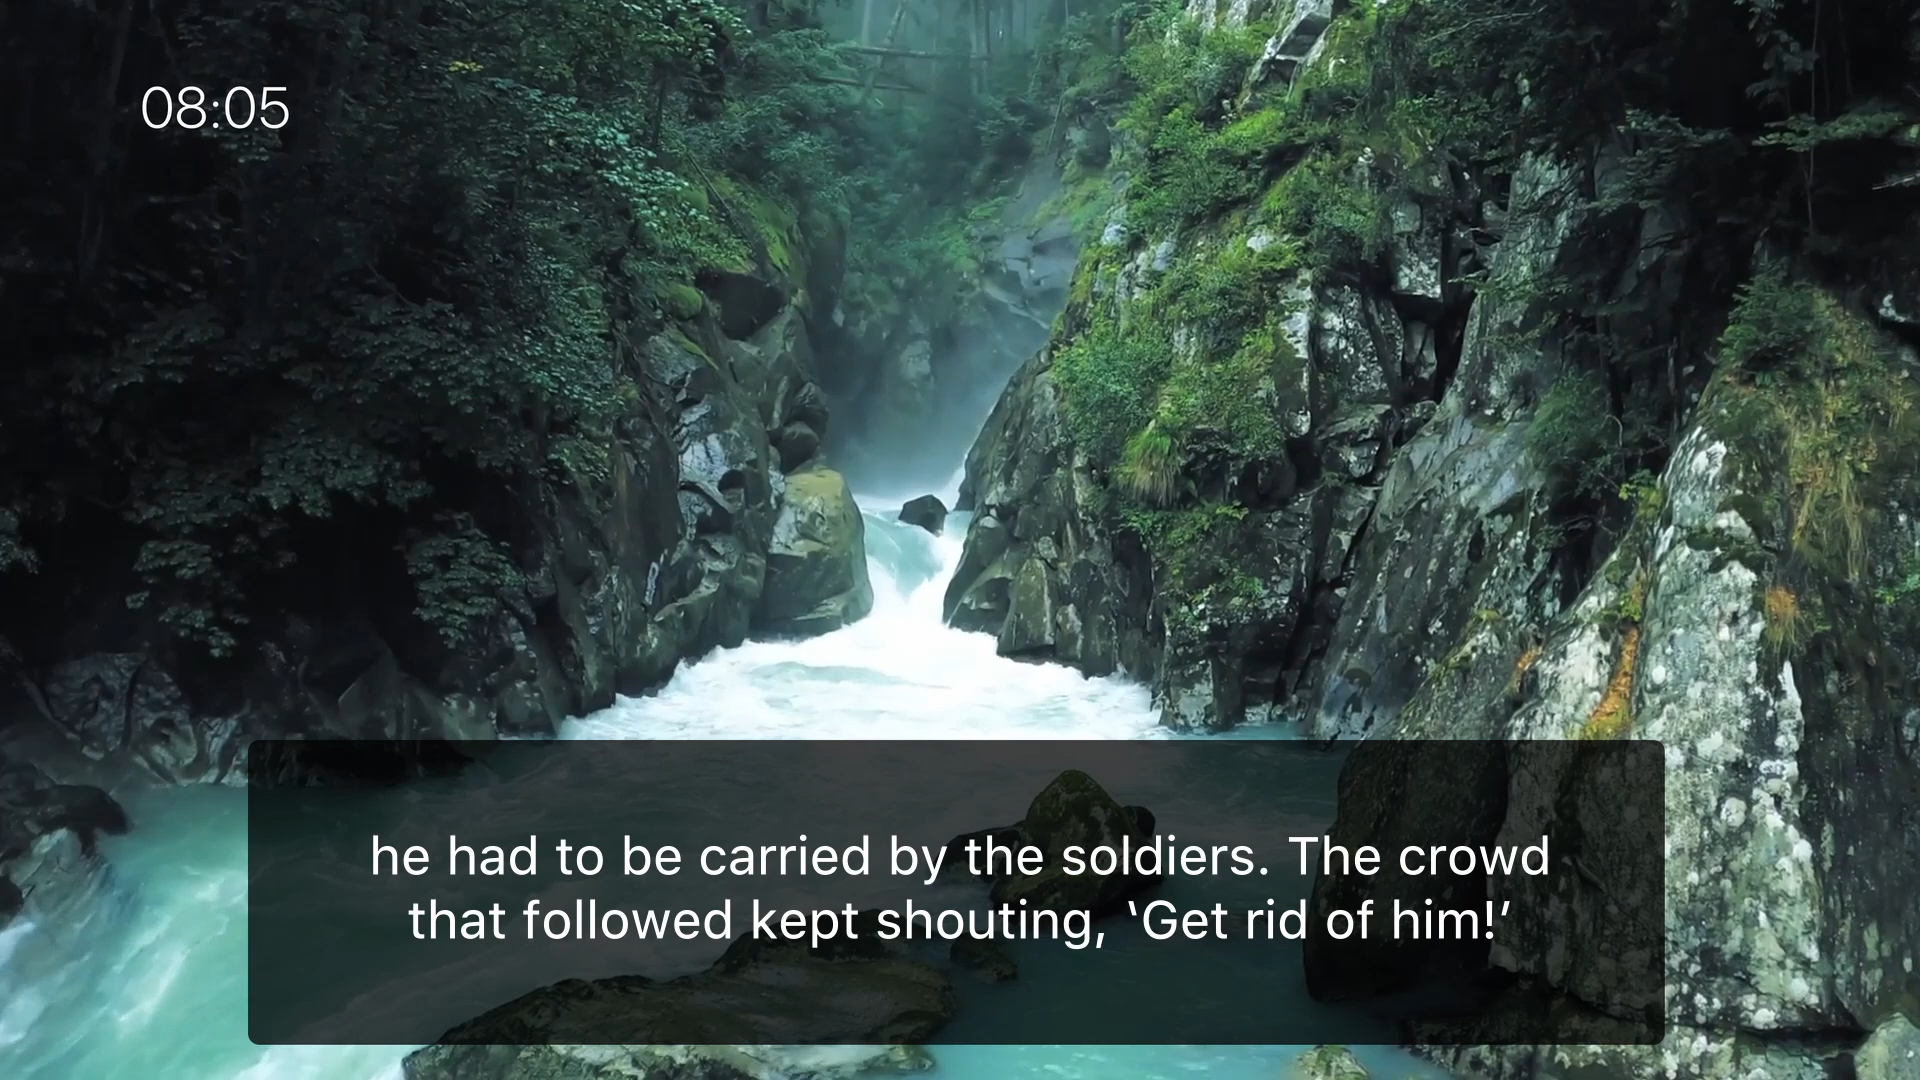 08:05
he had to be carried by the soldiers. The crowd
that followed kept shouting, ‘Get rid of him!’